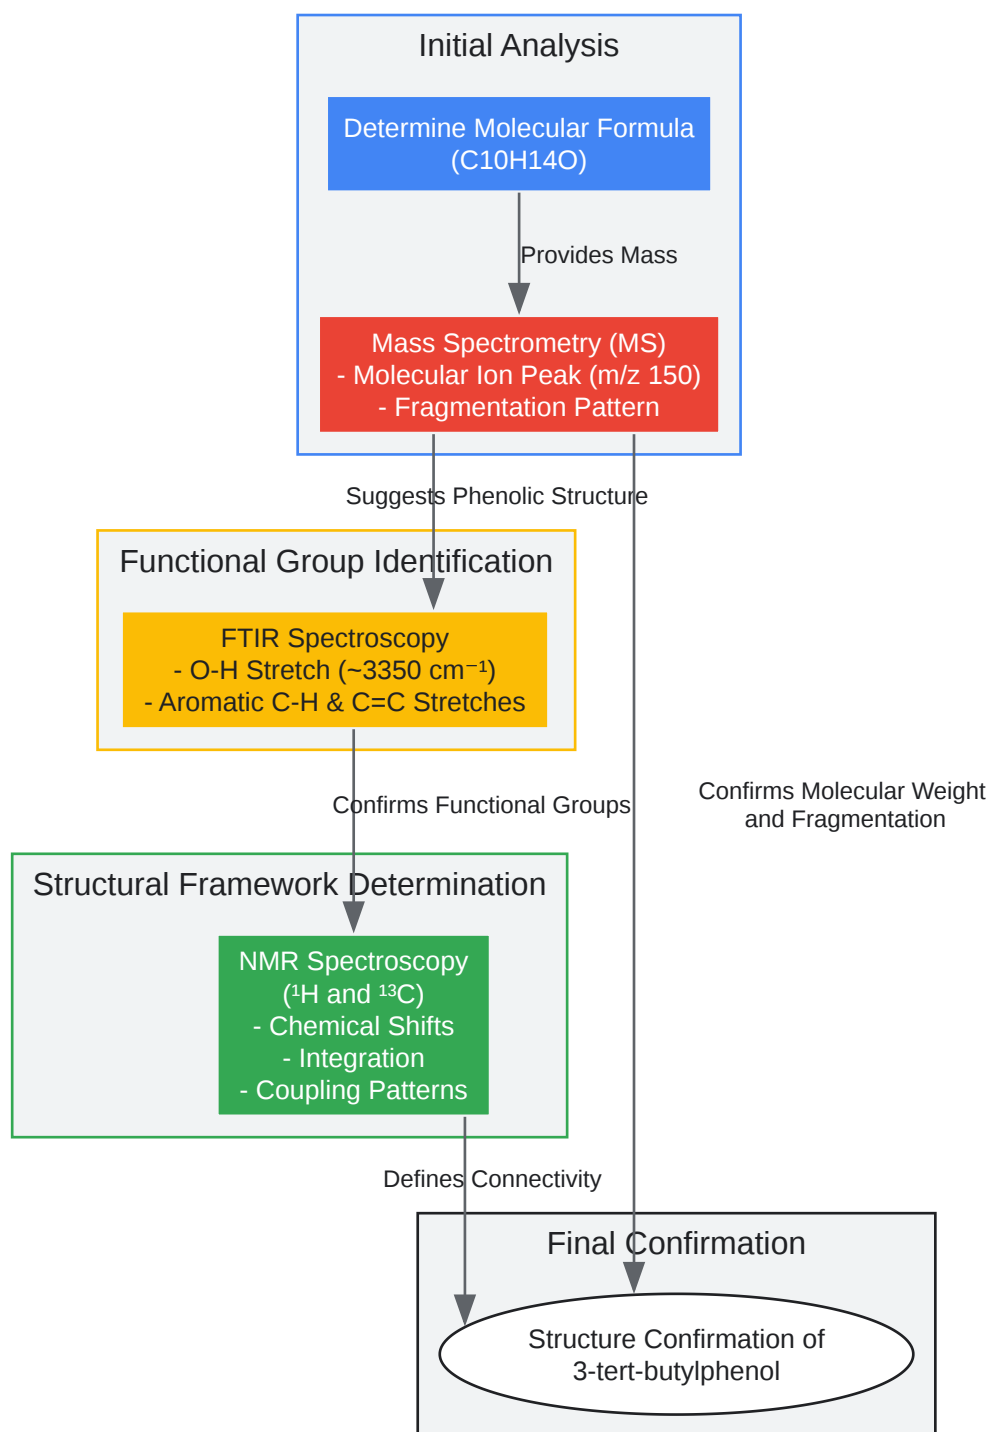 Initial Analysis
Determine Molecular Formula
(C10H14O)
Provides Mass
Mass Spectrometry (MS)
- Molecular Ion Peak (m/z 150)
- Fragmentation Pattern
Suggests Phenolic Structure
Functional Group Identification
FTIR Spectroscopy
- O-H Stretch (~3350 cm⁻¹)
- Aromatic C-H & C=C Stretches
Confirms Functional Groups
Confirms Molecular Weight
and Fragmentation
Structural Framework Determination
NMR Spectroscopy
(¹H and ¹³C)
- Chemical Shifts
- Integration
- Coupling Patterns
Defines Connectivity
Final Confirmation
Structure Confirmation of
3-tert-butylphenol